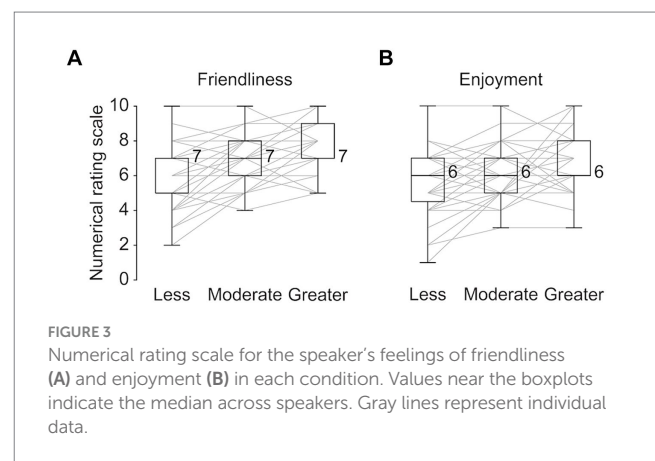 A
Friendliness
B
Enjoyment
Numerical rating scale
10
8
6
4
2
0
7
7
7
6
6
6
Less Moderate Greater
Less Moderate Greater
FIGURE 3
Numerical rating scale for the speaker’s feelings of friendliness
(A) and enjoyment (B) in each condition. Values near the boxplots
indicate the median across speakers. Gray lines represent individual
data.